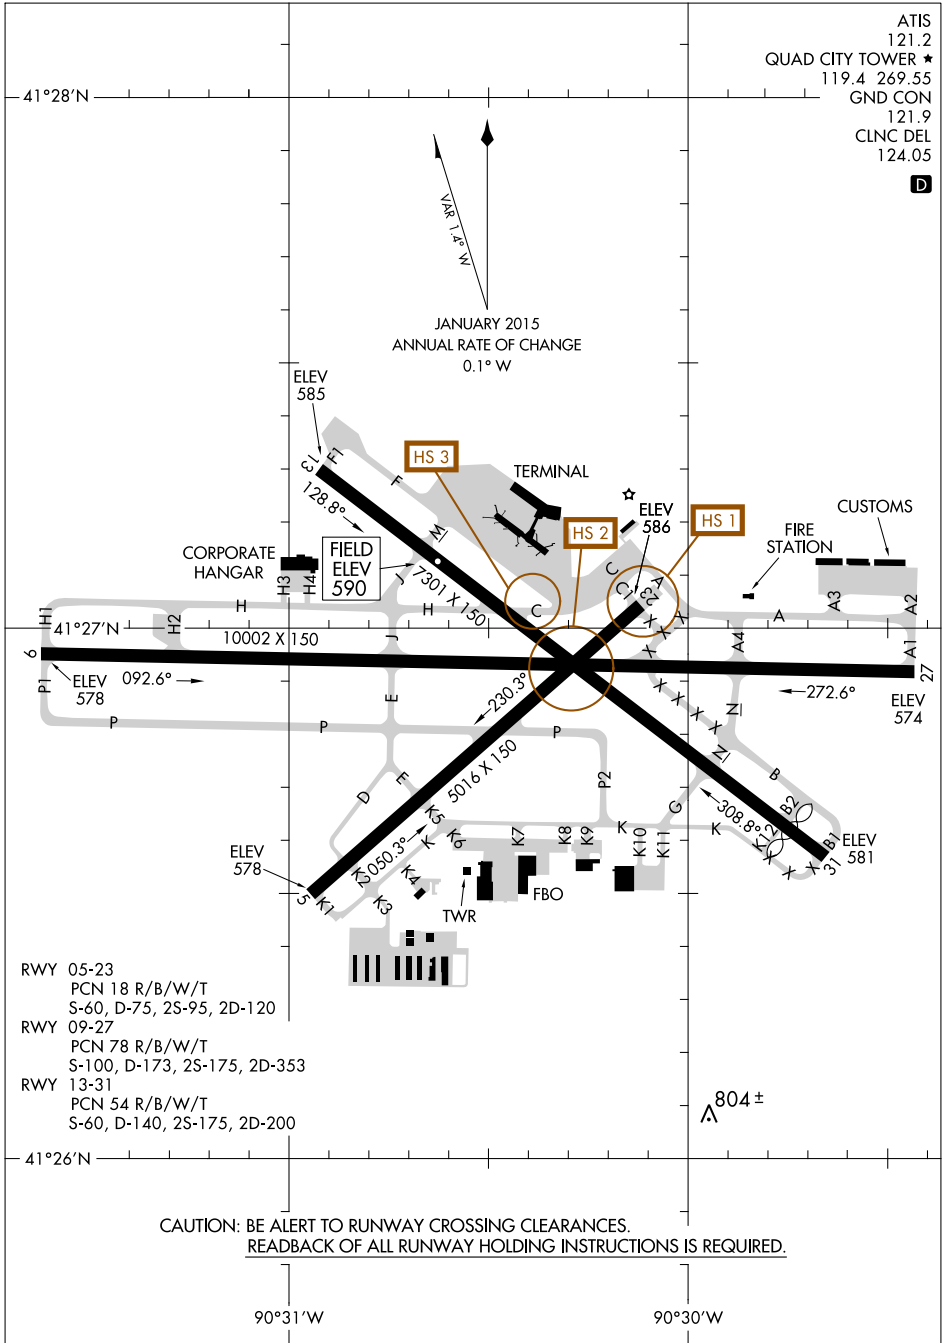 ATIS
121.2
QUAD CITY TOWER ★
119.4 269.55
GND CON
121.9
CLNC DEL
124.05
D
41°28'N
VAR 1.4° W
JANUARY 2015
ANNUAL RATE OF CHANGE
0.1° W
ELEV
585
HS 3
TERMINAL
13
F1
F
128.8°
M
HS 2
ELEV
586
HS 1
CUSTOMS
FIRE
STATION
CORPORATE
HANGAR
FIELD
ELEV
590
H3
H4
J
7301 X 150
C
A
C
C1
23
X
X
X
X
X
X
X
H1
H
H
H2
A
A3
A2
A4
A1
41°27'N
10002 X 150
J
9
27
ELEV
578
092.6°
272.6°
ELEV
574
P1
E
230.3°
P
P
P
N
N
B
5016 X 150
D
E
P2
G
308.8°
B2
K5
K6
K7
K8
K9
K
K10
K11
K
K12
B1
31
ELEV
581
X
X
X
ELEV
578
050.3°
K
K2
K4
K3
K1
5
TWR
FBO
RWY 05-23
PCN 18 R/B/W/T
S-60, D-75, 2S-95, 2D-120
RWY 09-27
PCN 78 R/B/W/T
S-100, D-173, 2S-175, 2D-353
RWY 13-31
PCN 54 R/B/W/T
S-60, D-140, 2S-175, 2D-200
804 ±
41°26'N
CAUTION: BE ALERT TO RUNWAY CROSSING CLEARANCES.
READBACK OF ALL RUNWAY HOLDING INSTRUCTIONS IS REQUIRED.
90°31'W
90°30'W